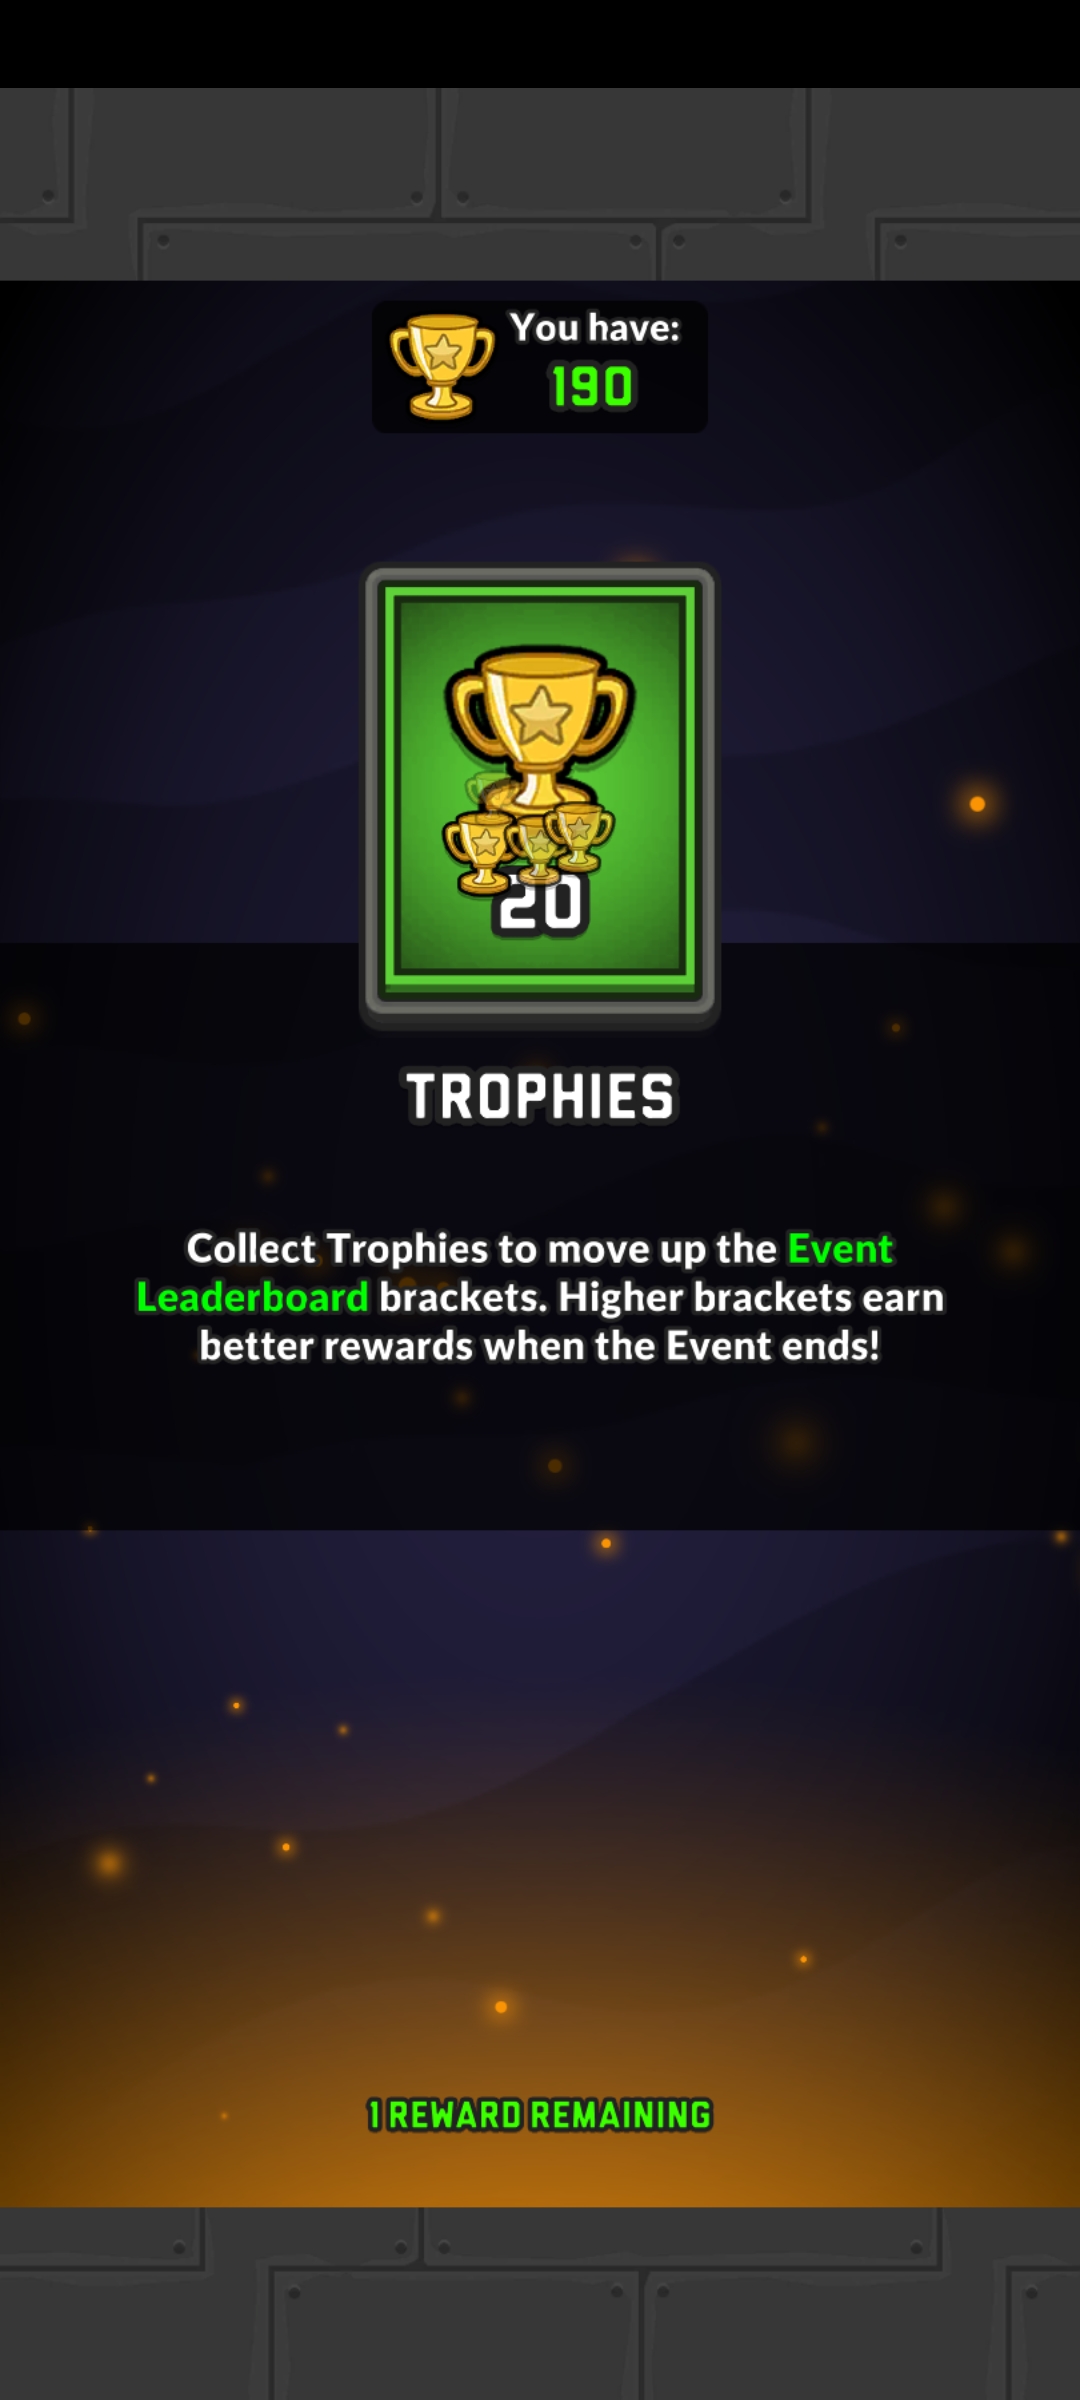 You have:
190
20
TROPHIES
Collect Trophies to move up the Event
Leaderboard brackets. Higher brackets earn
better rewards when the Event ends!
1 REWARD REMAINING